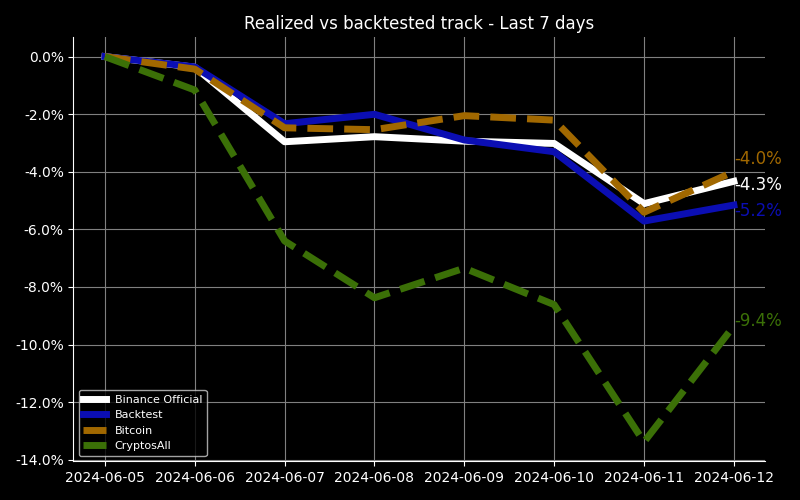 Realized vs backtested track - Last 7 days
0.0%
-2.0%
-4.0%
-6.0%
-8.0%
-10.0%
-12.0%
-14.0%
-4.0%
-4.3%
-5.2%
-9.4%
Binance Official
Backtest
Bitcoin
CryptosAll
2024-06-05 2024-06-06 2024-06-07 2024-06-08 2024-06-09 2024-06-10 2024-06-11 2024-06-12